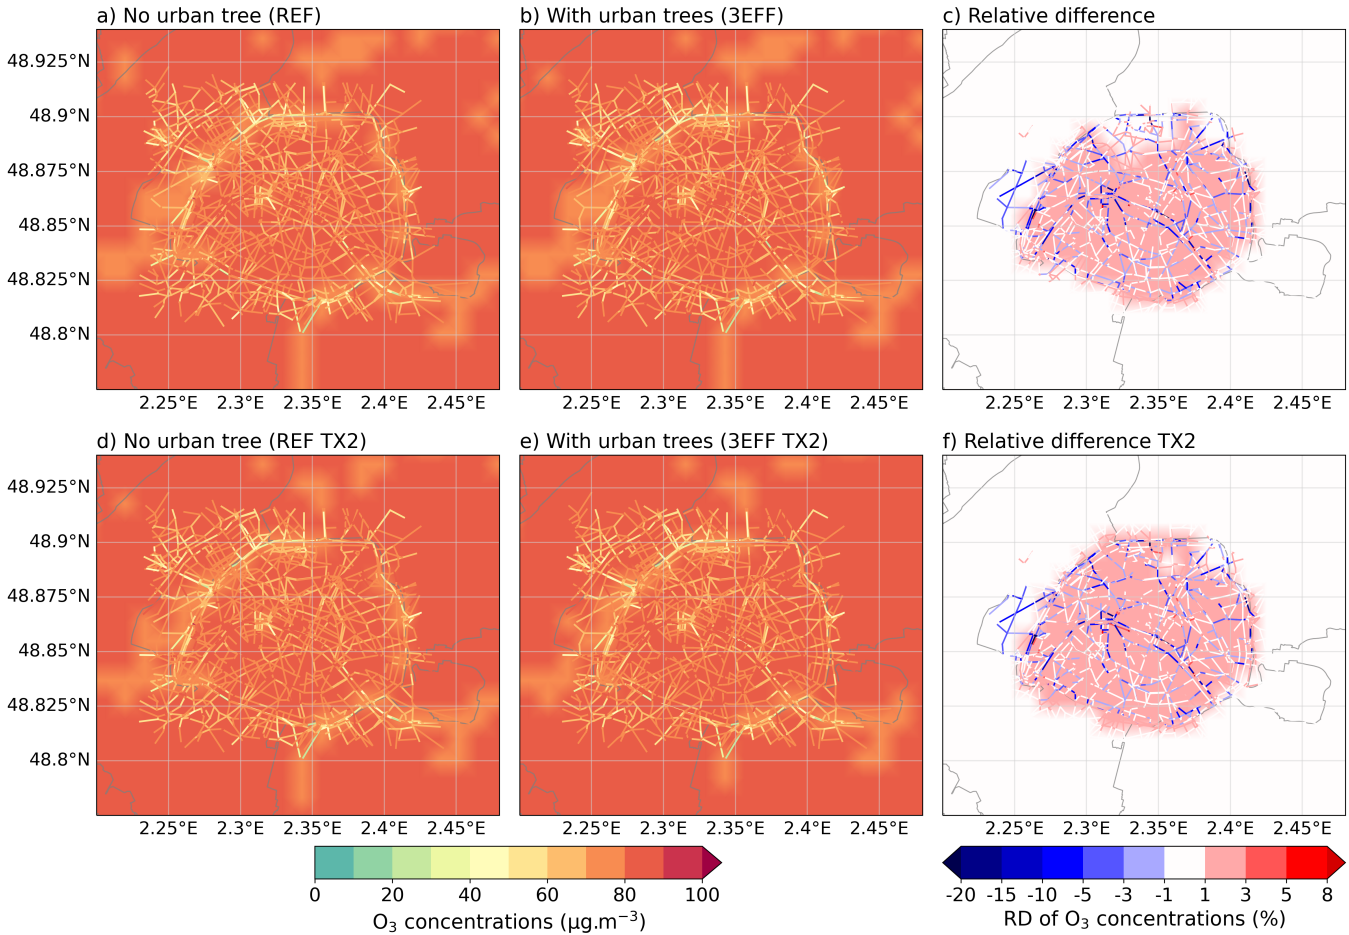 a) No urban tree (REF)
b) With urban trees (3EFF)
c) Relative difference
48.925°N
48.9°N
48.875°N
48.85°N
48.825°N
48.8°N
2.25°E 2.3°E 2.35°E 2.4°E 2.45°E
2.25°E 2.3°E 2.35°E 2.4°E 2.45°E
2.25°E 2.3°E 2.35°E 2.4°E 2.45°E
d) No urban tree (REF TX2)
e) With urban trees (3EFF TX2)
f) Relative difference TX2
48.925°N
48.9°N
48.875°N
48.85°N
48.825°N
48.8°N
2.25°E 2.3°E 2.35°E 2.4°E 2.45°E
2.25°E 2.3°E 2.35°E 2.4°E 2.45°E
2.25°E 2.3°E 2.35°E 2.4°E 2.45°E
0 20 40 60 80 100
O₃ concentrations (μg.m⁻³)
-20 -15 -10 -5 -3 -1 1 3 5 8
RD of O₃ concentrations (%)